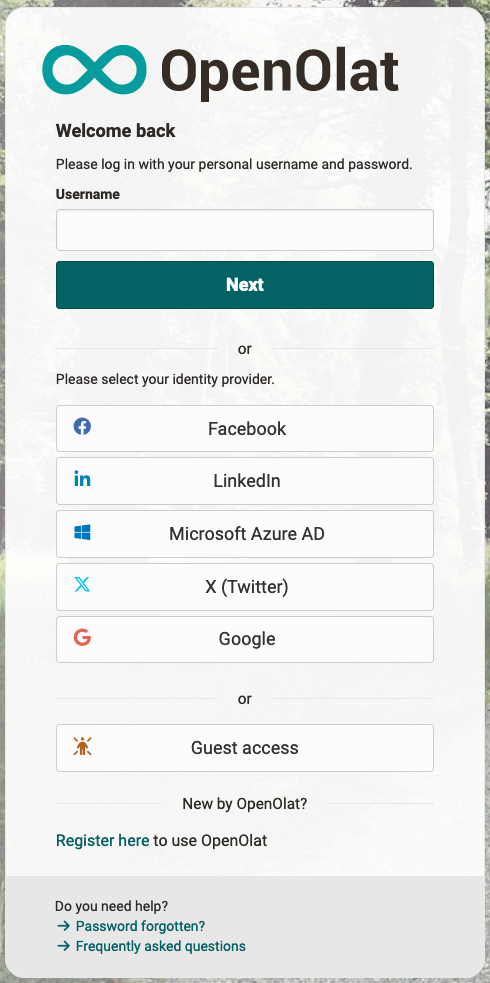 OpenOlat
Welcome back
Please log in with your personal username and password.
Username
Next
or
Please select your identity provider.
Facebook
LinkedIn
Microsoft Azure AD
X (Twitter)
Google
or
Guest access
New by OpenOlat?
Register here to use OpenOlat
Do you need help?
→ Password forgotten?
→ Frequently asked questions